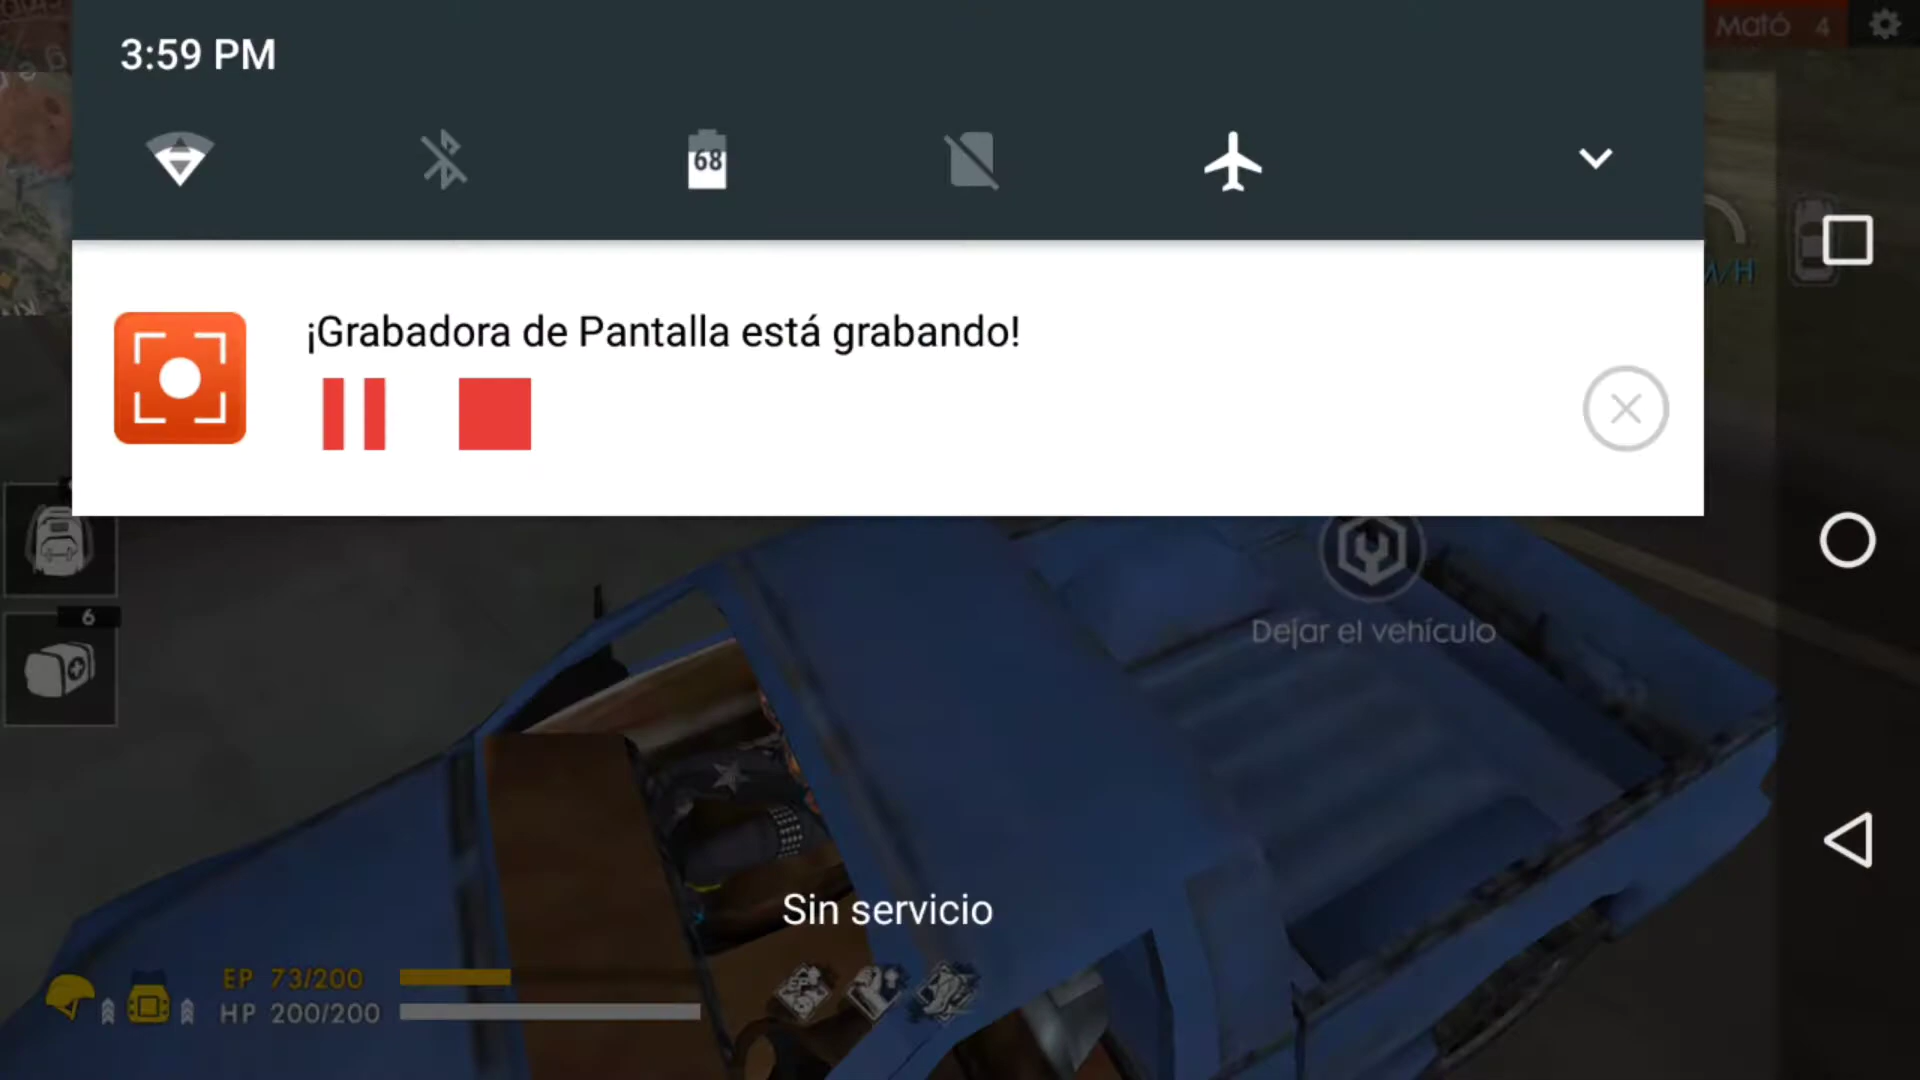 Mató 4
3:59 PM
68
¡Grabadora de Pantalla está grabando!
6
Dejar el vehículo
Sin servicio
EP 73/200
HP 200/200